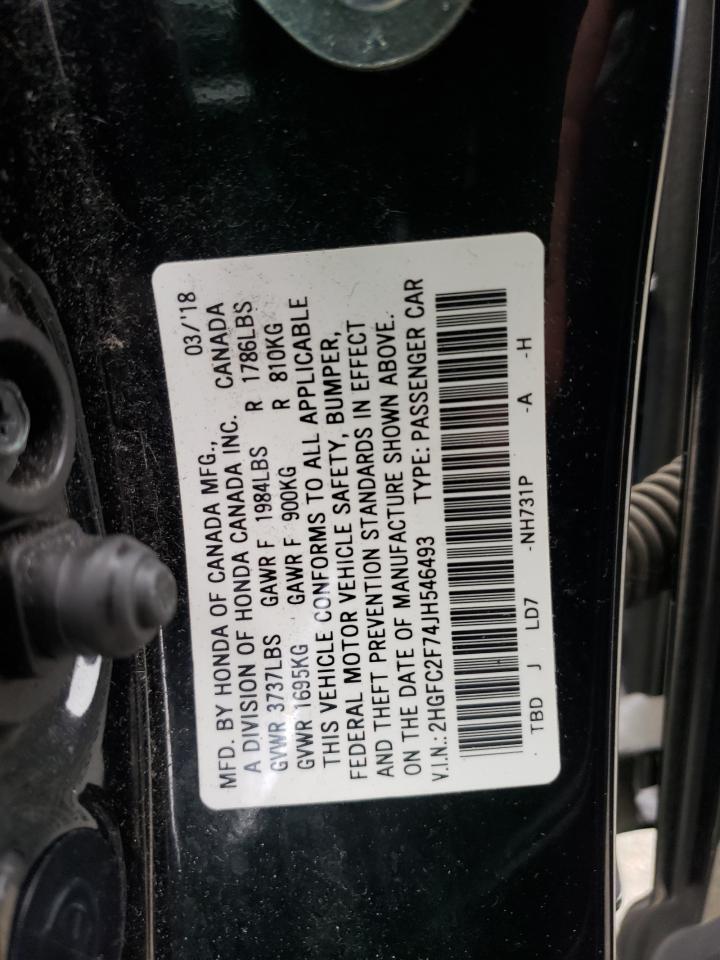 MFD. BY HONDA OF CANADA MFG., 03/'18
A DIVISION OF HONDA CANADA INC. CANADA
GVWR 3737LBS GAWR F 1984LBS R 1786LBS
GVWR 1695KG GAWR F 900KG R 810KG
THIS VEHICLE CONFORMS TO ALL APPLICABLE
FEDERAL MOTOR VEHICLE SAFETY, BUMPER,
AND THEFT PREVENTION STANDARDS IN EFFECT
ON THE DATE OF MANUFACTURE SHOWN ABOVE.
V.I.N.: 2HGFC2F74JH546493 TYPE: PASSENGER CAR
TBD J LD7 -NH731P -A -H